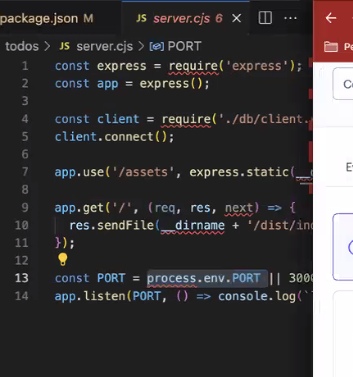 package.json M
JS server.cjs 6
todos > JS server.cjs > PORT
1 const express = require('express');
2 const app = express();
3
4 const client = require('./db/client.
5 client.connect();
6
7 app.use('/assets', express.static(
8
9 app.get('/', (req, res, next) => {
10 res.sendFile(__dirname + '/dist/ind
11 });
12
13 const PORT = process.env.PORT || 3000
14 app.listen(PORT, () => console.log(`